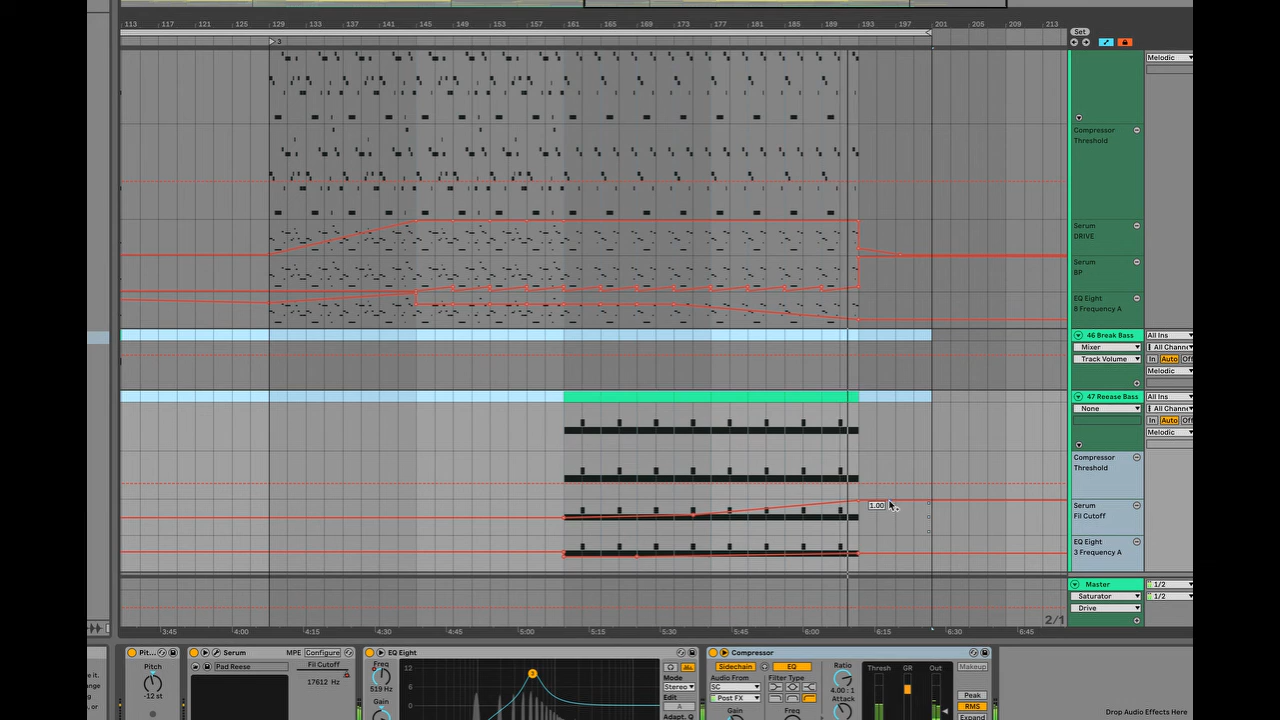 113 117 121 125 129 133 137 141 145 149 153 157 161 165 169 173 177 181 185 189 193 197 201 205 209 213
Set
3
Melodic
Compressor
Threshold
Serum
DRIVE
Serum
BP
EQ Eight
8 Frequency A
46 Break Bass All Ins
Mixer All Channe
Track Volume In Auto Off
Melodic
47 Reease Bass All Ins
None All Channe
In Auto Off
Melodic
Compressor
Threshold
1.00
Serum
Fil Cutoff
EQ Eight
3 Frequency A
Master 1/2
Saturator 1/2
Drive
2/1
3:45 4:00 4:15 4:30 4:45 5:00 5:15 5:30 5:45 6:00 6:15 6:30 6:45
Pit... Serum MPE Configure EQ Eight Compressor
Pitch
-12 st
Pad Reese
Fil Cutoff
17612 Hz
Freq
519 Hz
Gain
12
6
0
Mode
Stereo
Edit
A
Adapt. Q
Sidechain EQ
Audio From Filter Type
SC
Post FX
Gain Freq
Ratio
4.00 : 1
Attack
Thresh GR Out
Makeup
Peak
RMS
Expand
Drop Audio Effects Here